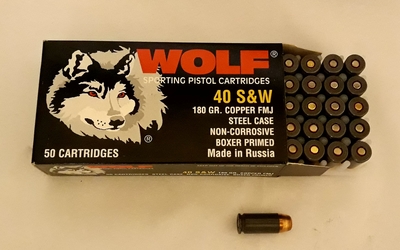 WOLF®
SPORTING PISTOL CARTRIDGES
40 S&W
180 GR. COPPER FMJ
STEEL CASE
NON-CORROSIVE
BOXER PRIMED
Made in Russia
®
50 CARTRIDGES
40 S&W